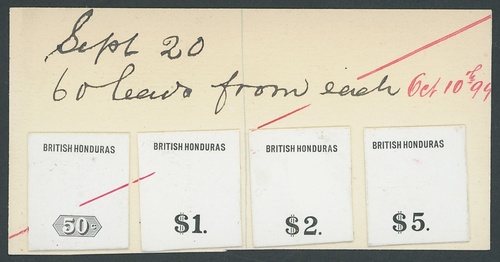 Sept 20
60 leads from each Oct 10th 99
BRITISH HONDURAS BRITISH HONDURAS BRITISH HONDURAS BRITISH HONDURAS
50c $1. $2. $5.